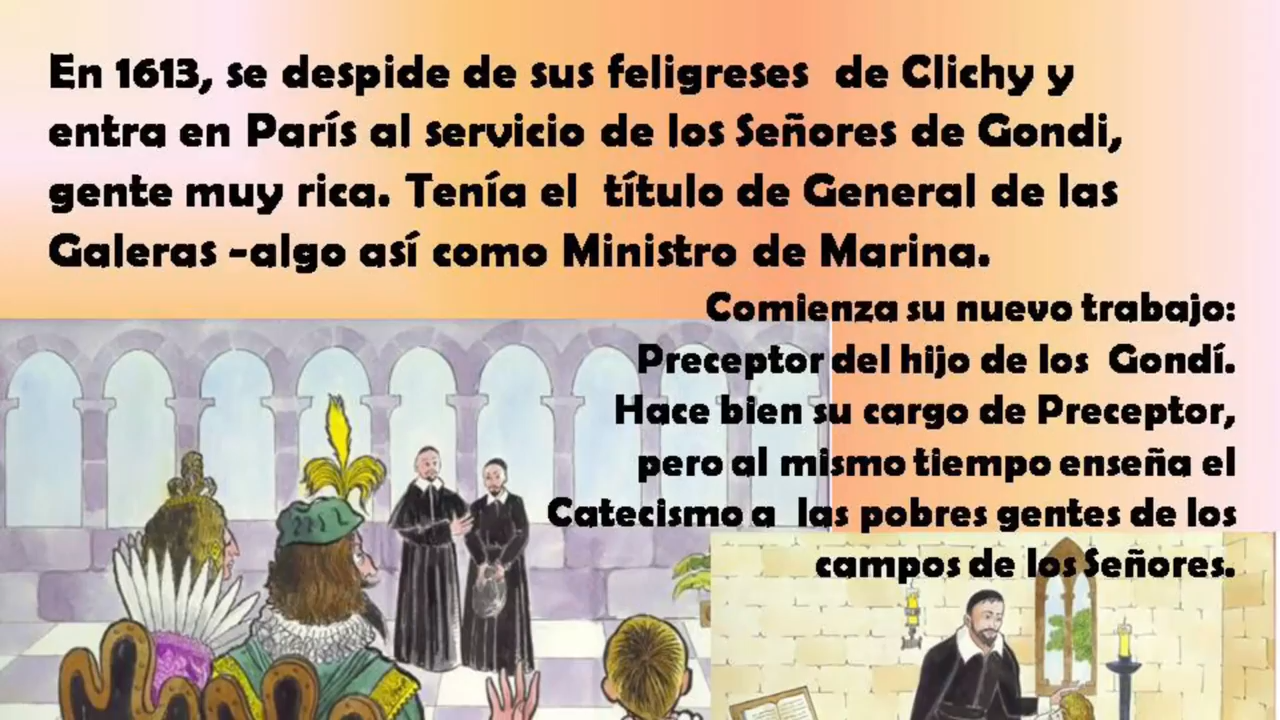 En 1613, se despide de sus feligreses de Clichy y
entra en París al servicio de los Señores de Gondi,
gente muy rica. Tenía el título de General de las
Galeras -algo así como Ministro de Marina.
Comienza su nuevo trabajo:
Preceptor del hijo de los Gondí.
Hace bien su cargo de Preceptor,
pero al mismo tiempo enseña el
Catecismo a las pobres gentes de los
campos de los Señores.